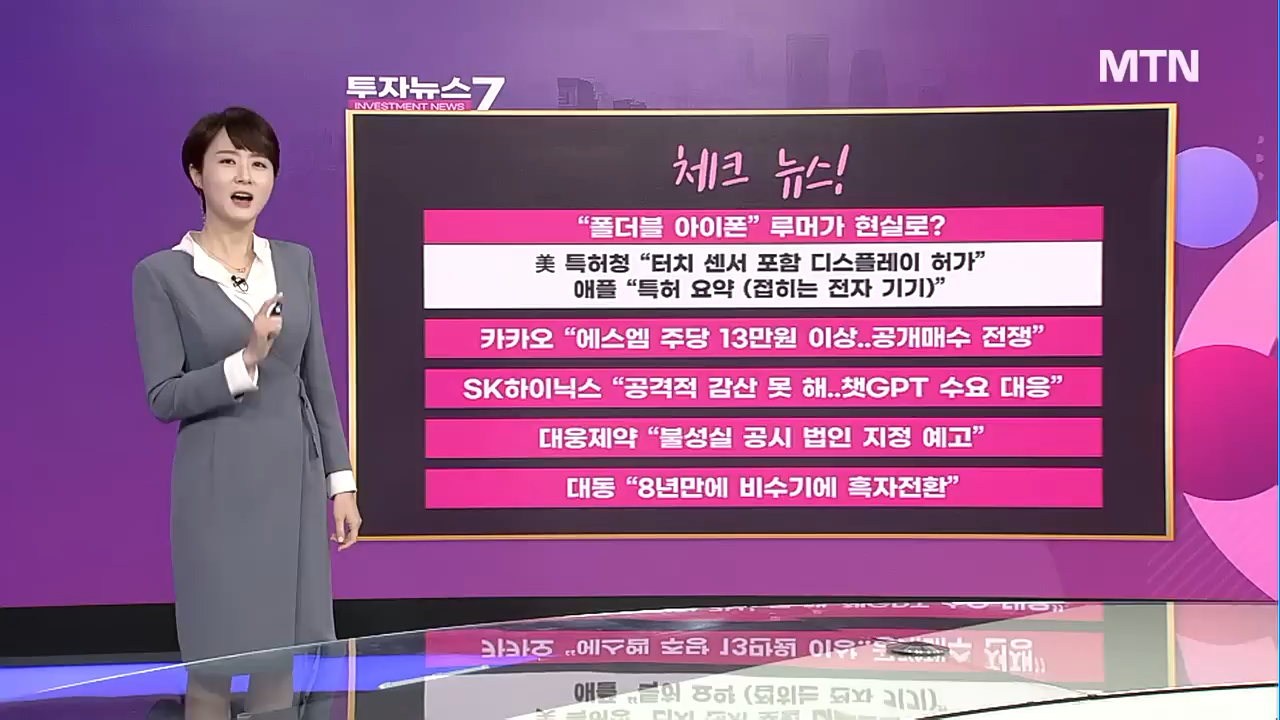 MTN
투자뉴스 7
INVESTMENT NEWS
체크 뉴스!
“폴더블 아이폰” 루머가 현실로?
美 특허청 “터치 센서 포함 디스플레이 허가”
애플 “특허 요약 (접히는 전자 기기)”
카카오 “에스엠 주당 13만원 이상..공개매수 전쟁”
SK하이닉스 “공격적 감산 못 해..챗GPT 수요 대응”
대웅제약 “불성실 공시 법인 지정 예고”
대동 “8년만에 비수기에 흑자전환”